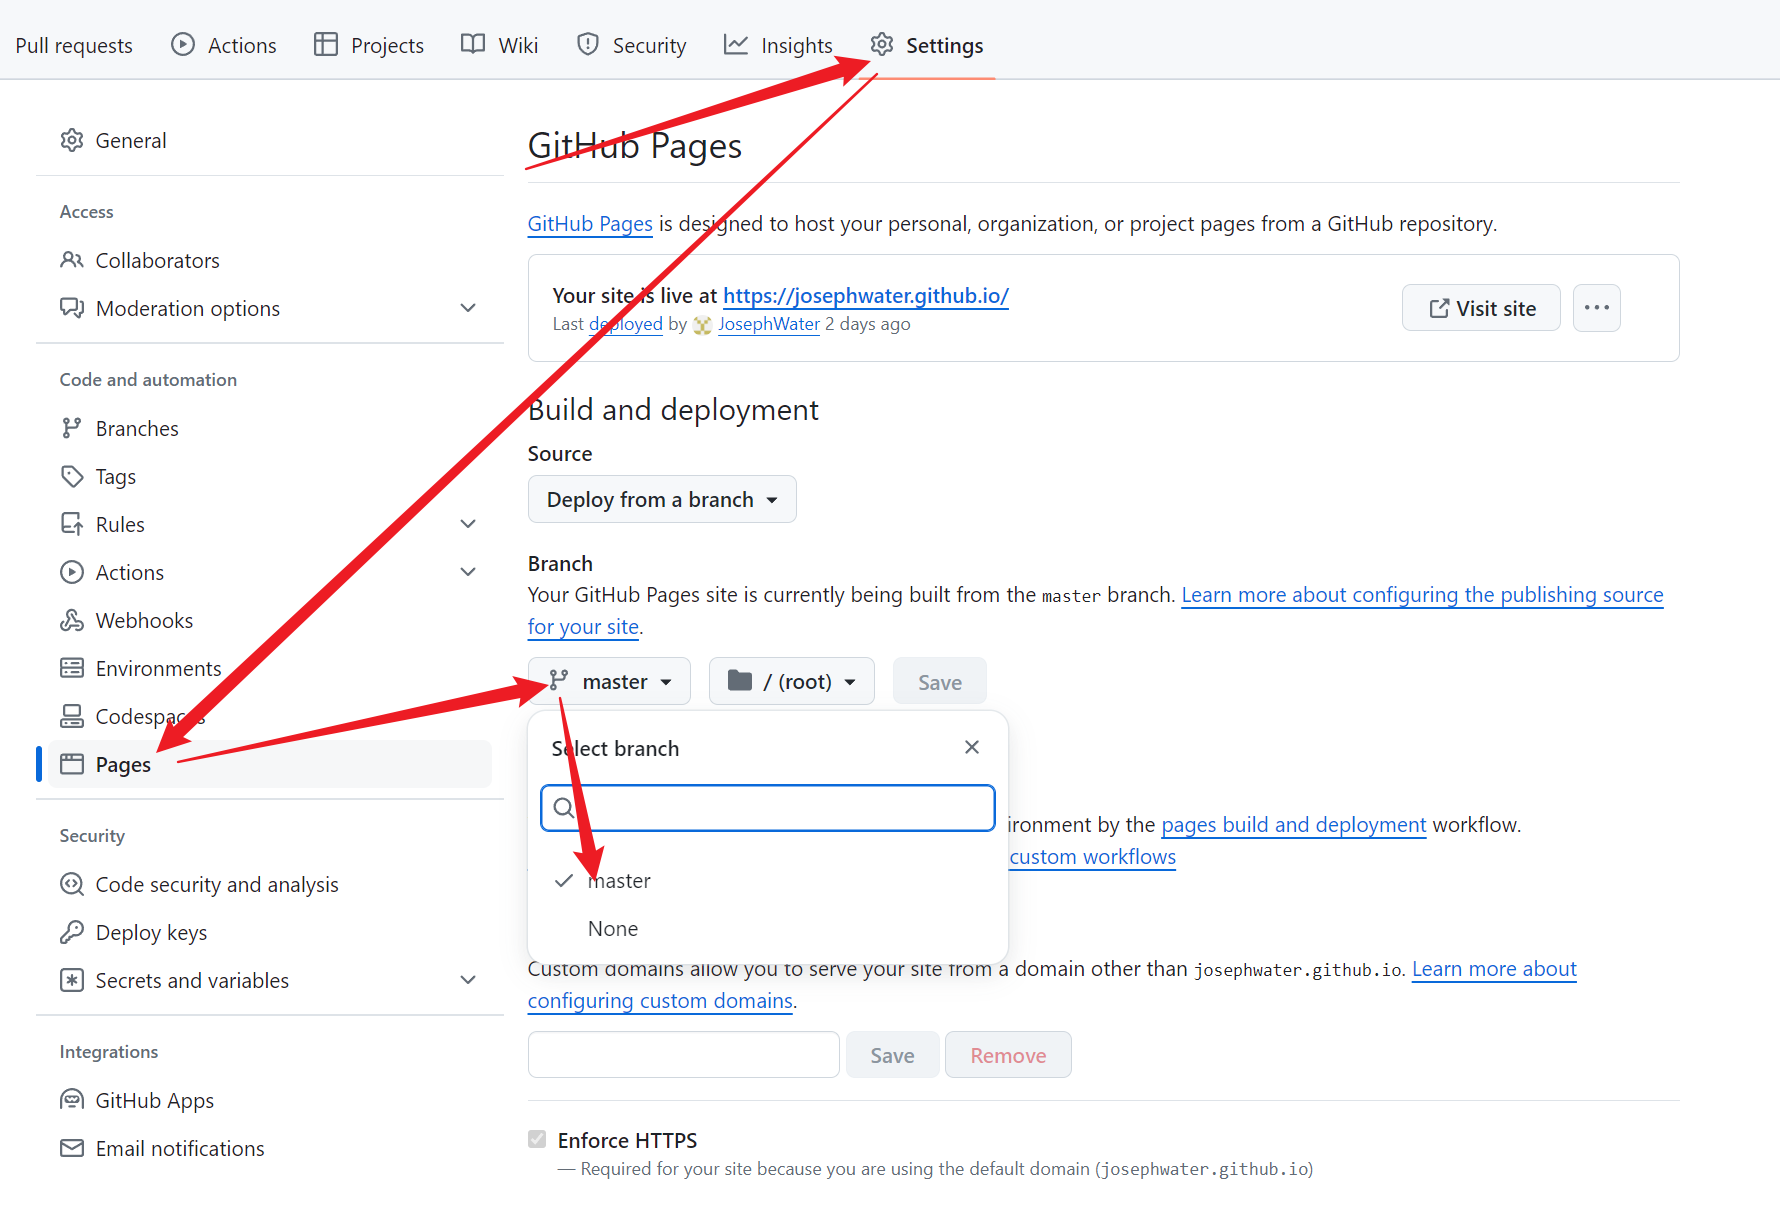 Pull requests
Actions
Projects
Wiki
Security
Insights
Settings
General
Access
Collaborators
Moderation options
Code and automation
Branches
Tags
Rules
Actions
Webhooks
Environments
Codespaces
Pages
Security
Code security and analysis
Deploy keys
Secrets and variables
Integrations
GitHub Apps
Email notifications
GitHub Pages
GitHub Pages is designed to host your personal, organization, or project pages from a GitHub repository.
Your site is live at https://josephwater.github.io/
Last deployed by JosephWater 2 days ago
Visit site
Build and deployment
Source
Deploy from a branch
Branch
Your GitHub Pages site is currently being built from the master branch. Learn more about configuring the publishing source
for your site.
master
/ (root)
Save
Select branch
master
None
ironment by the pages build and deployment workflow.
custom workflows
Custom domains allow you to serve your site from a domain other than josephwater.github.io. Learn more about
configuring custom domains.
Save
Remove
Enforce HTTPS
— Required for your site because you are using the default domain (josephwater.github.io)